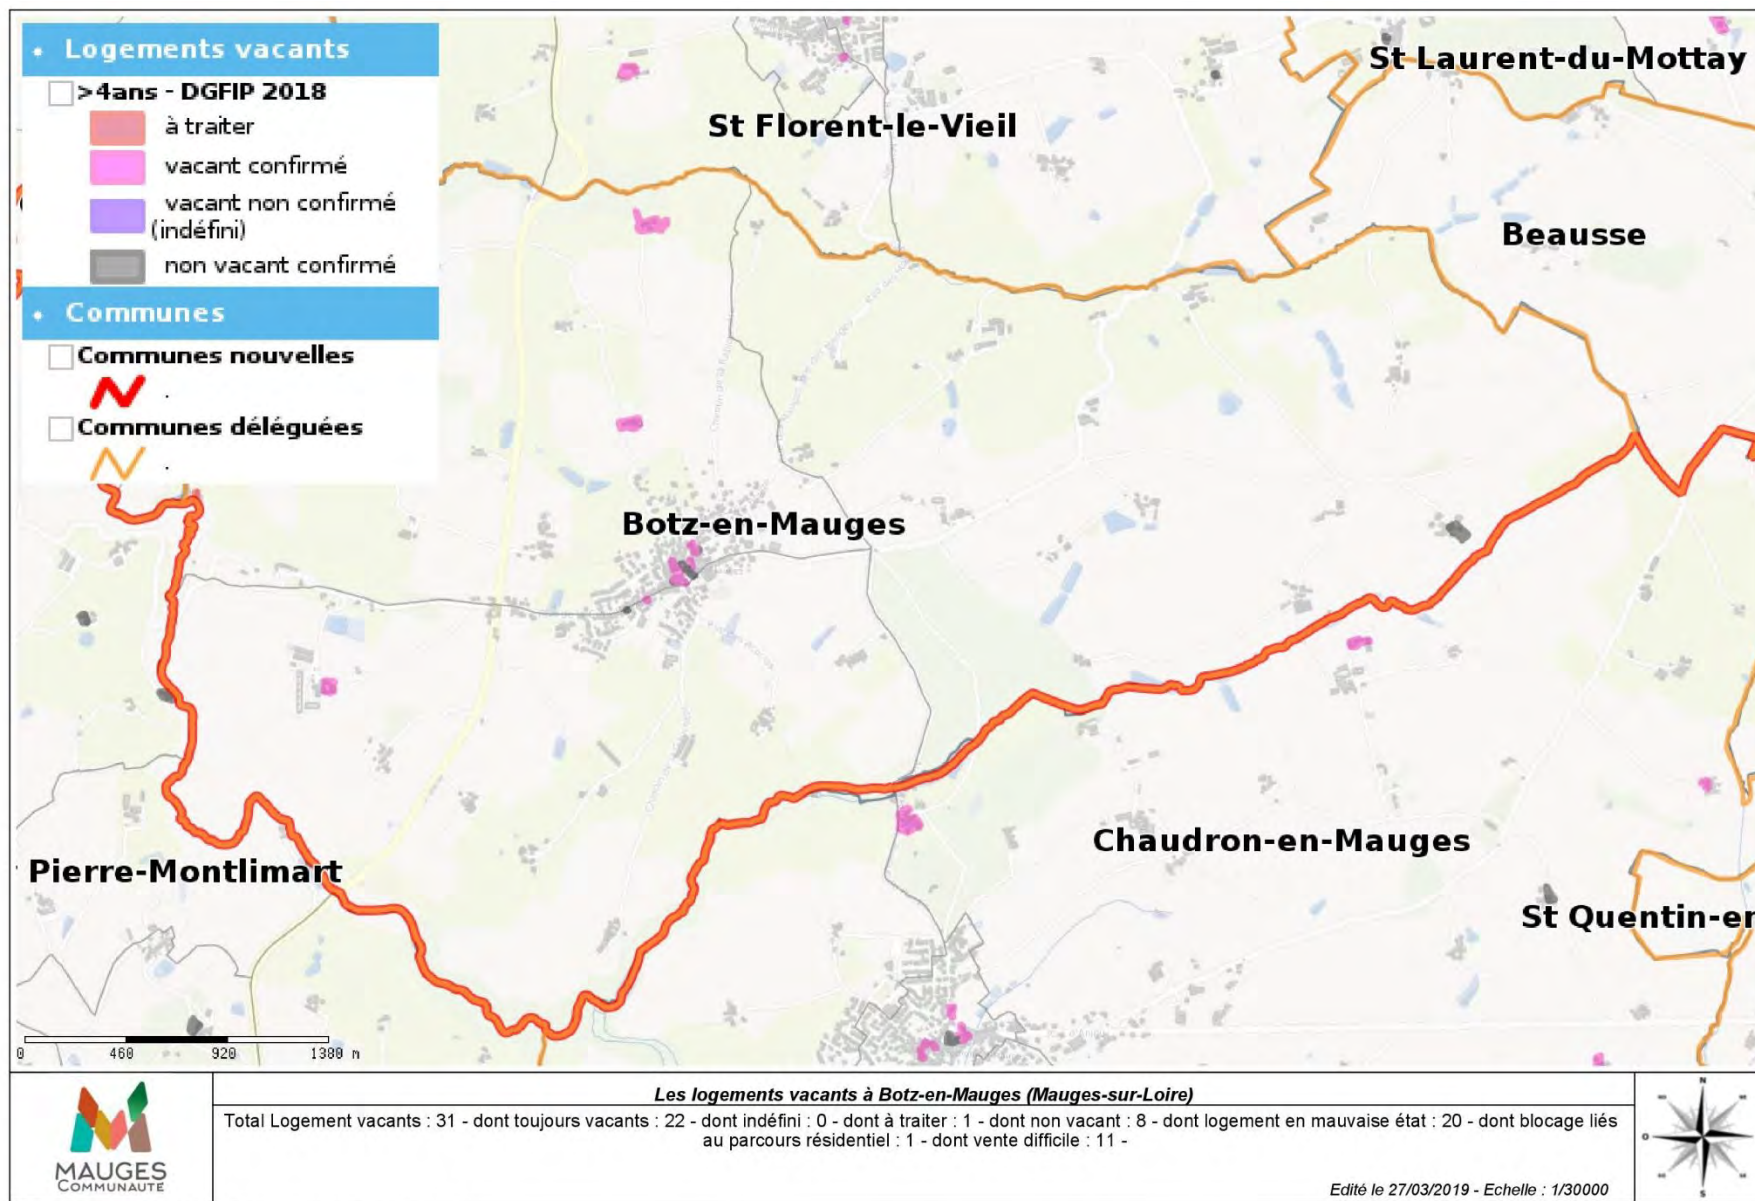 Logements vacants
>4ans - DGFIP 2018
à traiter
vacant confirmé
vacant non confirmé
(indéfini)
non vacant confirmé
Communes
Communes nouvelles
.
Communes déléguées
.
St Laurent-du-Mottay
St Florent-le-Vieil
Beausse
Botz-en-Mauges
Chaudron-en-Mauges
Pierre-Montlimart
St Quentin-en
0 460 920 1380 m
MAUGES
COMMUNAUTÉ
Les logements vacants à Botz-en-Mauges (Mauges-sur-Loire)
Total Logement vacants : 31 - dont toujours vacants : 22 - dont indéfini : 0 - dont à traiter : 1 - dont non vacant : 8 - dont logement en mauvaise état : 20 - dont blocage liés
au parcours résidentiel : 1 - dont vente difficile : 11 -
Edité le 27/03/2019 - Echelle : 1/30000
N
O
S